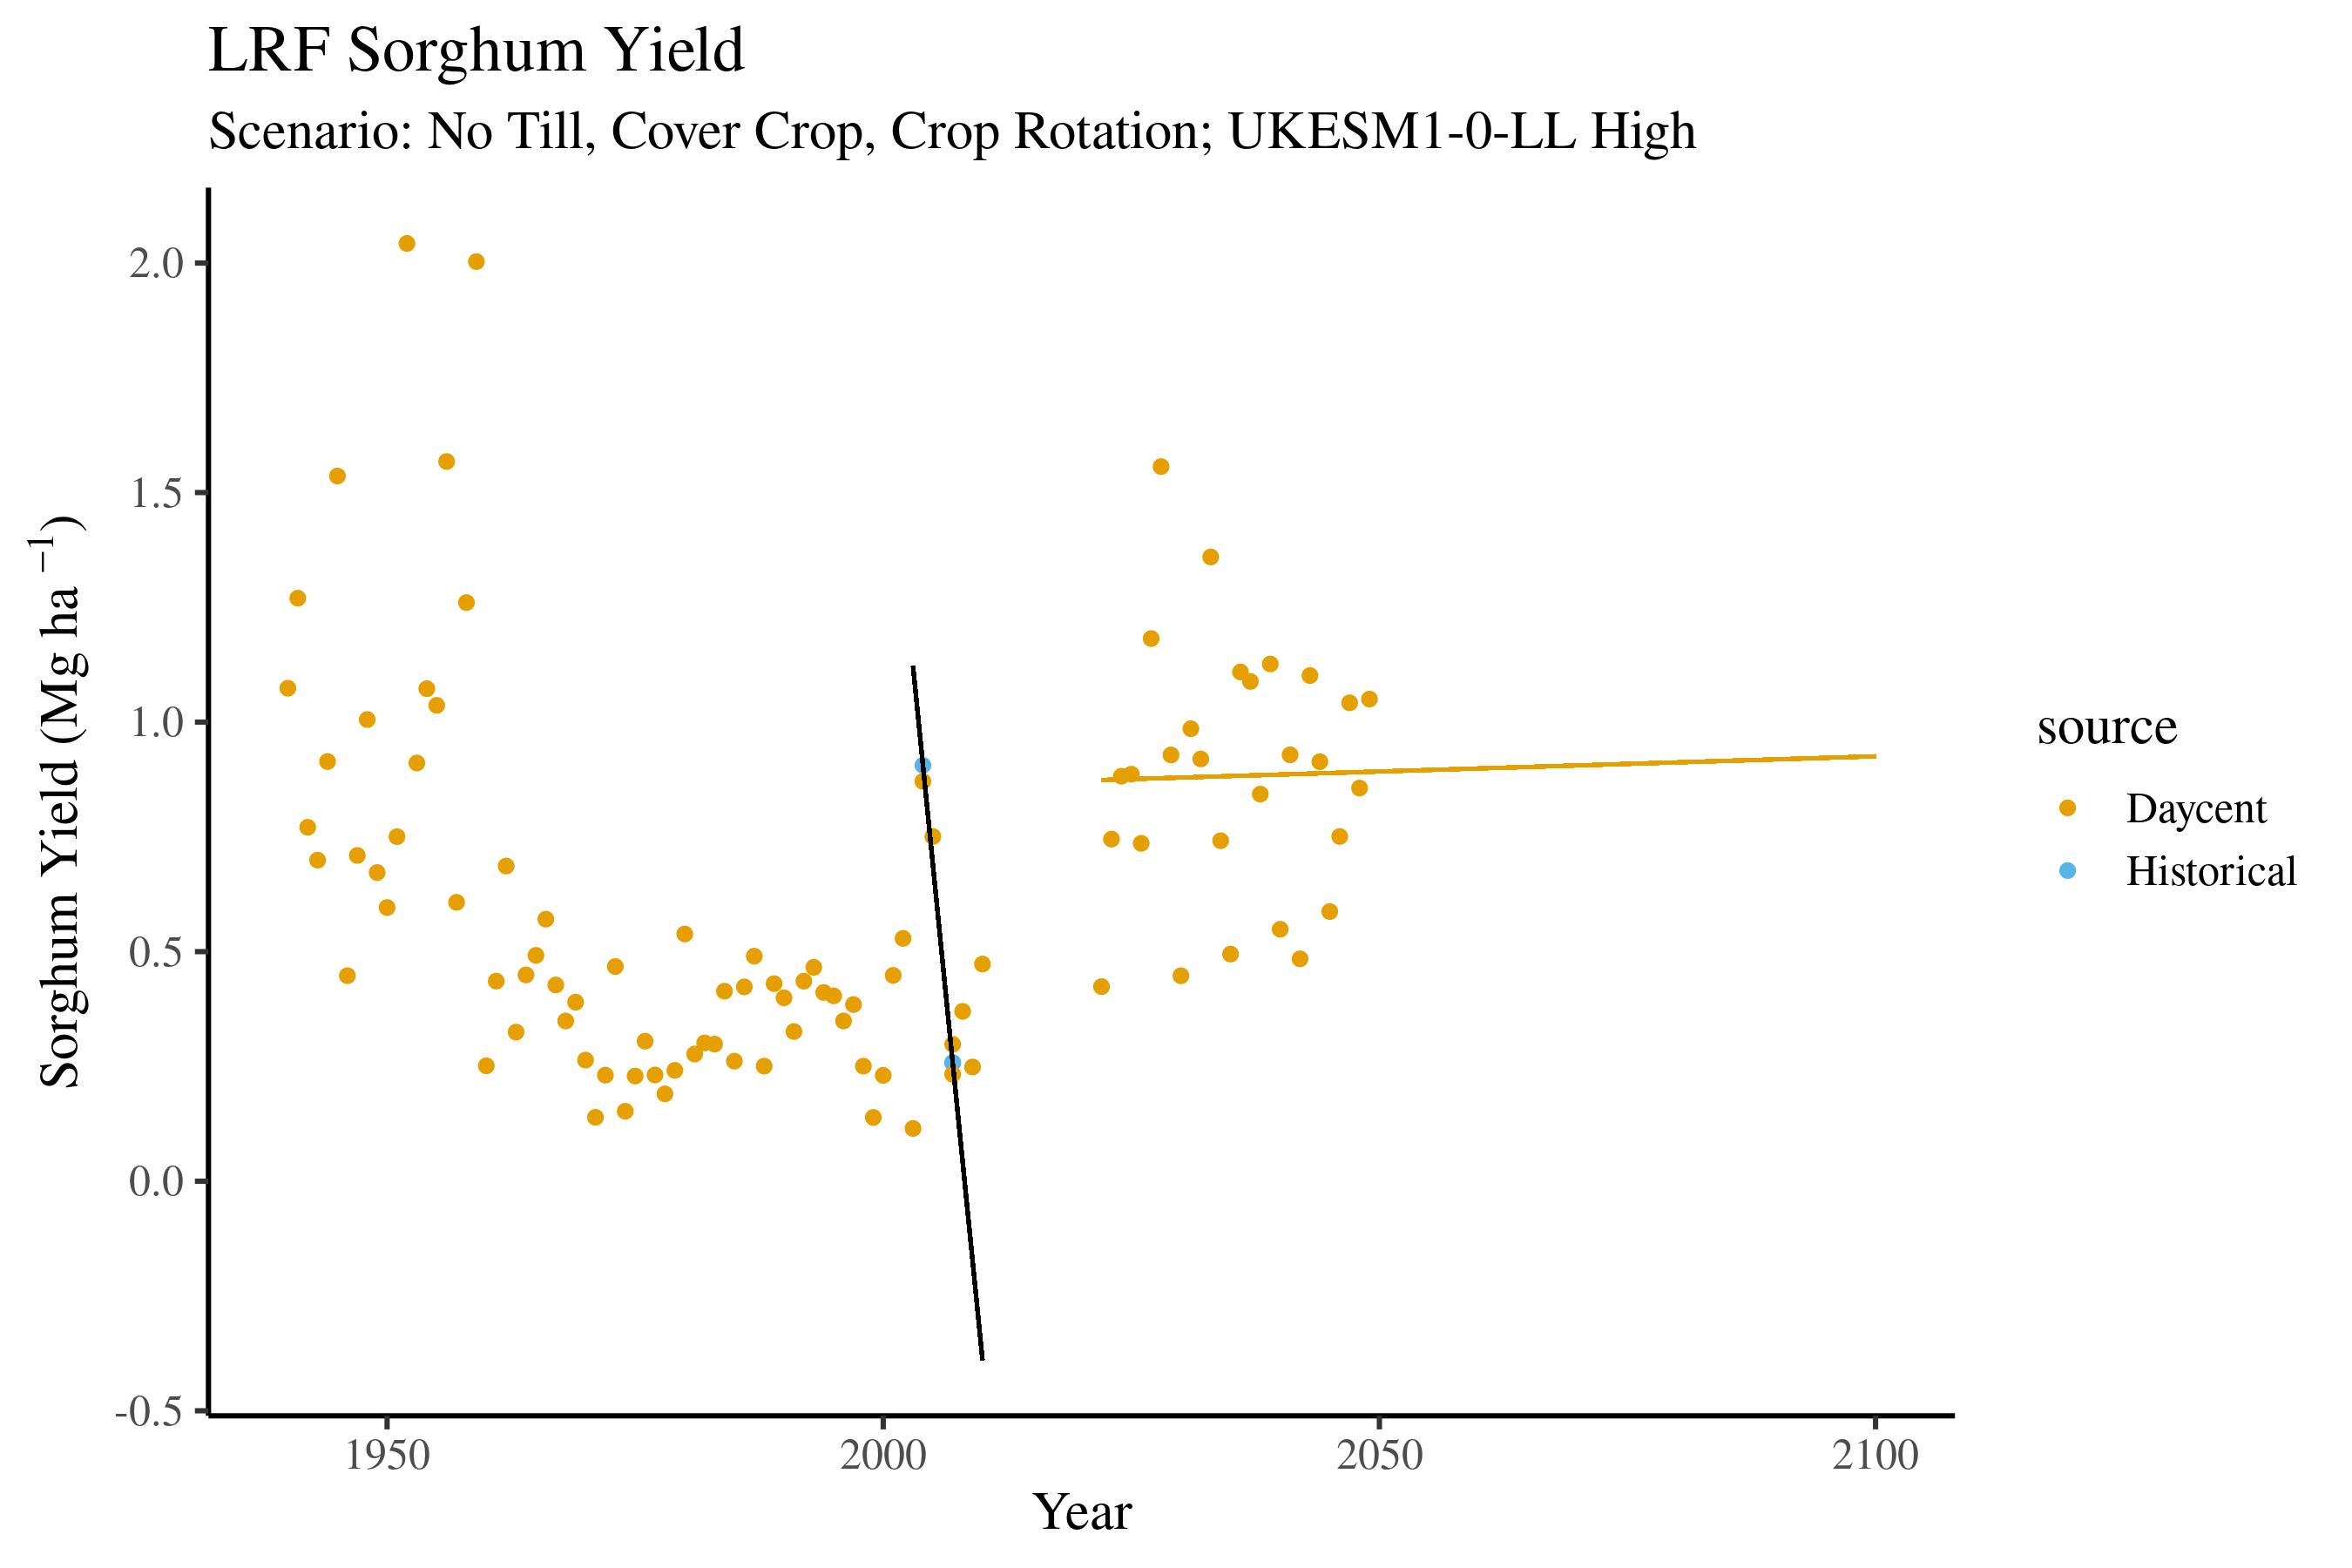 LRF Sorghum Yield
Scenario: No Till, Cover Crop, Crop Rotation; UKESM1-0-LL High
Sorghum Yield (Mg ha⁻¹)
2.0
1.5
1.0
0.5
0.0
-0.5
1950 2000 2050 2100
Year
source
Daycent
Historical